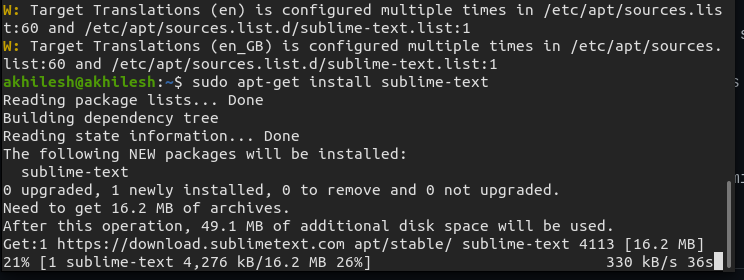 W: Target Translations (en) is configured multiple times in /etc/apt/sources.lis
t:60 and /etc/apt/sources.list.d/sublime-text.list:1
W: Target Translations (en_GB) is configured multiple times in /etc/apt/sources.
list:60 and /etc/apt/sources.list.d/sublime-text.list:1
akhilesh@akhilesh:~$ sudo apt-get install sublime-text
Reading package lists... Done
Building dependency tree
Reading state information... Done
The following NEW packages will be installed:
  sublime-text
0 upgraded, 1 newly installed, 0 to remove and 0 not upgraded.
Need to get 16.2 MB of archives.
After this operation, 49.1 MB of additional disk space will be used.
Get:1 https://download.sublimetext.com apt/stable/ sublime-text 4113 [16.2 MB]
21% [1 sublime-text 4,276 kB/16.2 MB 26%] 330 kB/s 36s